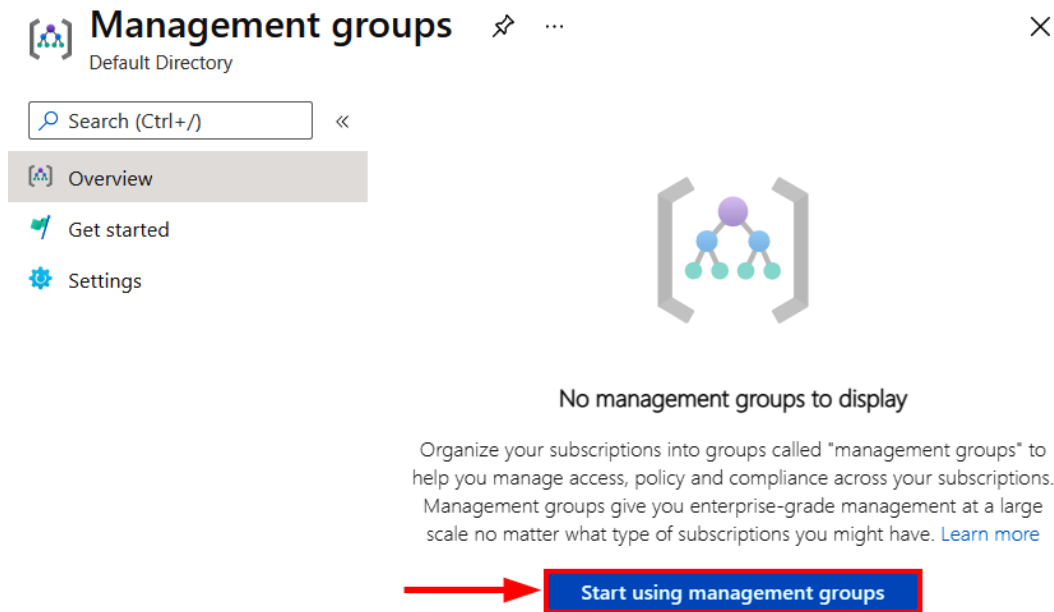 Management groups
...
Default Directory
Search (Ctrl+/)
«
Overview
Get started
Settings
No management groups to display
Organize your subscriptions into groups called "management groups" to
help you manage access, policy and compliance across your subscriptions.
Management groups give you enterprise-grade management at a large
scale no matter what type of subscriptions you might have. Learn more
Start using management groups